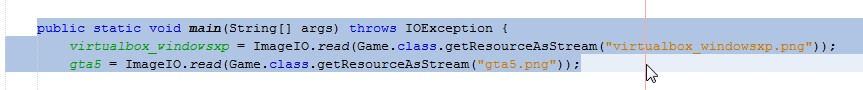 public static void main(String[] args) throws IOException {
virtualbox_windowsxp = ImageIO.read(Game.class.getResourceAsStream("virtualbox_windowsxp.png"));
gta5 = ImageIO.read(Game.class.getResourceAsStream("gta5.png"));